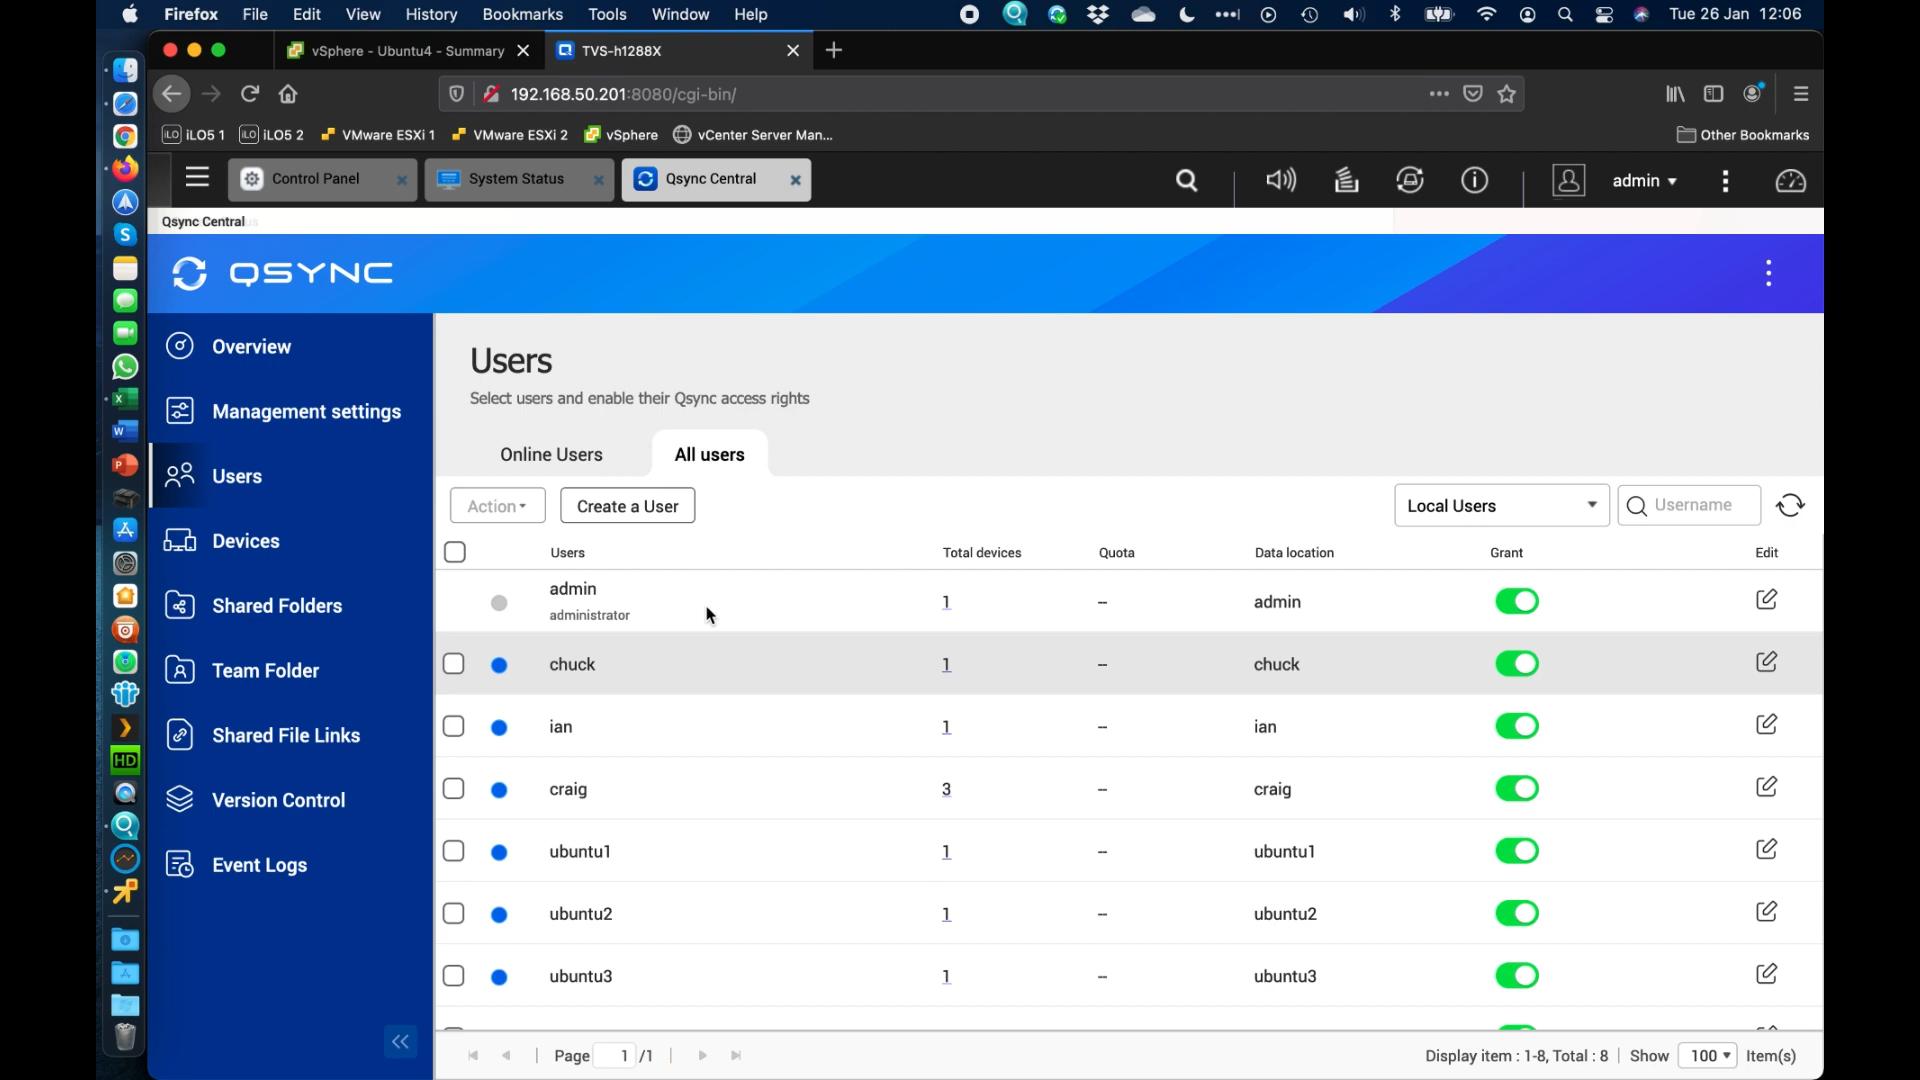 Firefox File Edit View History Bookmarks Tools Window Help Tue 26 Jan 12:06
vSphere - Ubuntu4 - Summary TVS-h1288X
192.168.50.201:8080/cgi-bin/
iLO iLO5 1 iLO iLO5 2 VMware ESXi 1 VMware ESXi 2 vSphere vCenter Server Man... Other Bookmarks
Control Panel System Status Qsync Central admin
Qsync Central
QSYNC
Overview
Management settings
Users
Devices
Shared Folders
Team Folder
Shared File Links
Version Control
Event Logs
Users
Select users and enable their Qsync access rights
Online Users All users
Action Create a User Local Users Username
Users Total devices Quota Data location Grant Edit
admin 1 -- admin
administrator
chuck 1 -- chuck
ian 1 -- ian
craig 3 -- craig
ubuntu1 1 -- ubuntu1
ubuntu2 1 -- ubuntu2
ubuntu3 1 -- ubuntu3
Page 1 /1 Display item : 1-8, Total : 8 Show 100 Item(s)
S
X
W
P
HD